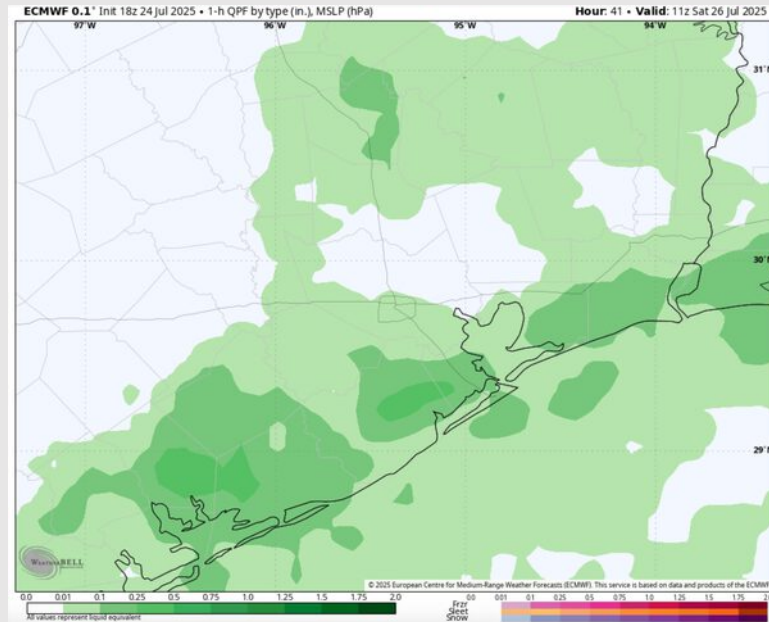 ECMWF 0.1° Init 18z 24 Jul 2025 • 1-h QPF by type (in.), MSLP (hPa) Hour: 41 • Valid: 11z Sat 26 Jul 2025
97°W 96°W 95°W 94°W
31°N
30°N
29°N
WEATHERBELL
© 2025 European Centre for Medium-Range Weather Forecasts (ECMWF). This service is based on data and products of the ECMWF
0.0 0.01 0.1 0.25 0.5 0.75 1.0 1.25 1.5 1.75 2.0
All values represent liquid equivalent
0.0 0.01 0.1 0.25 0.5 0.75 1.0 1.25 1.5 1.75 2.
Frzr
Sleet
Snow